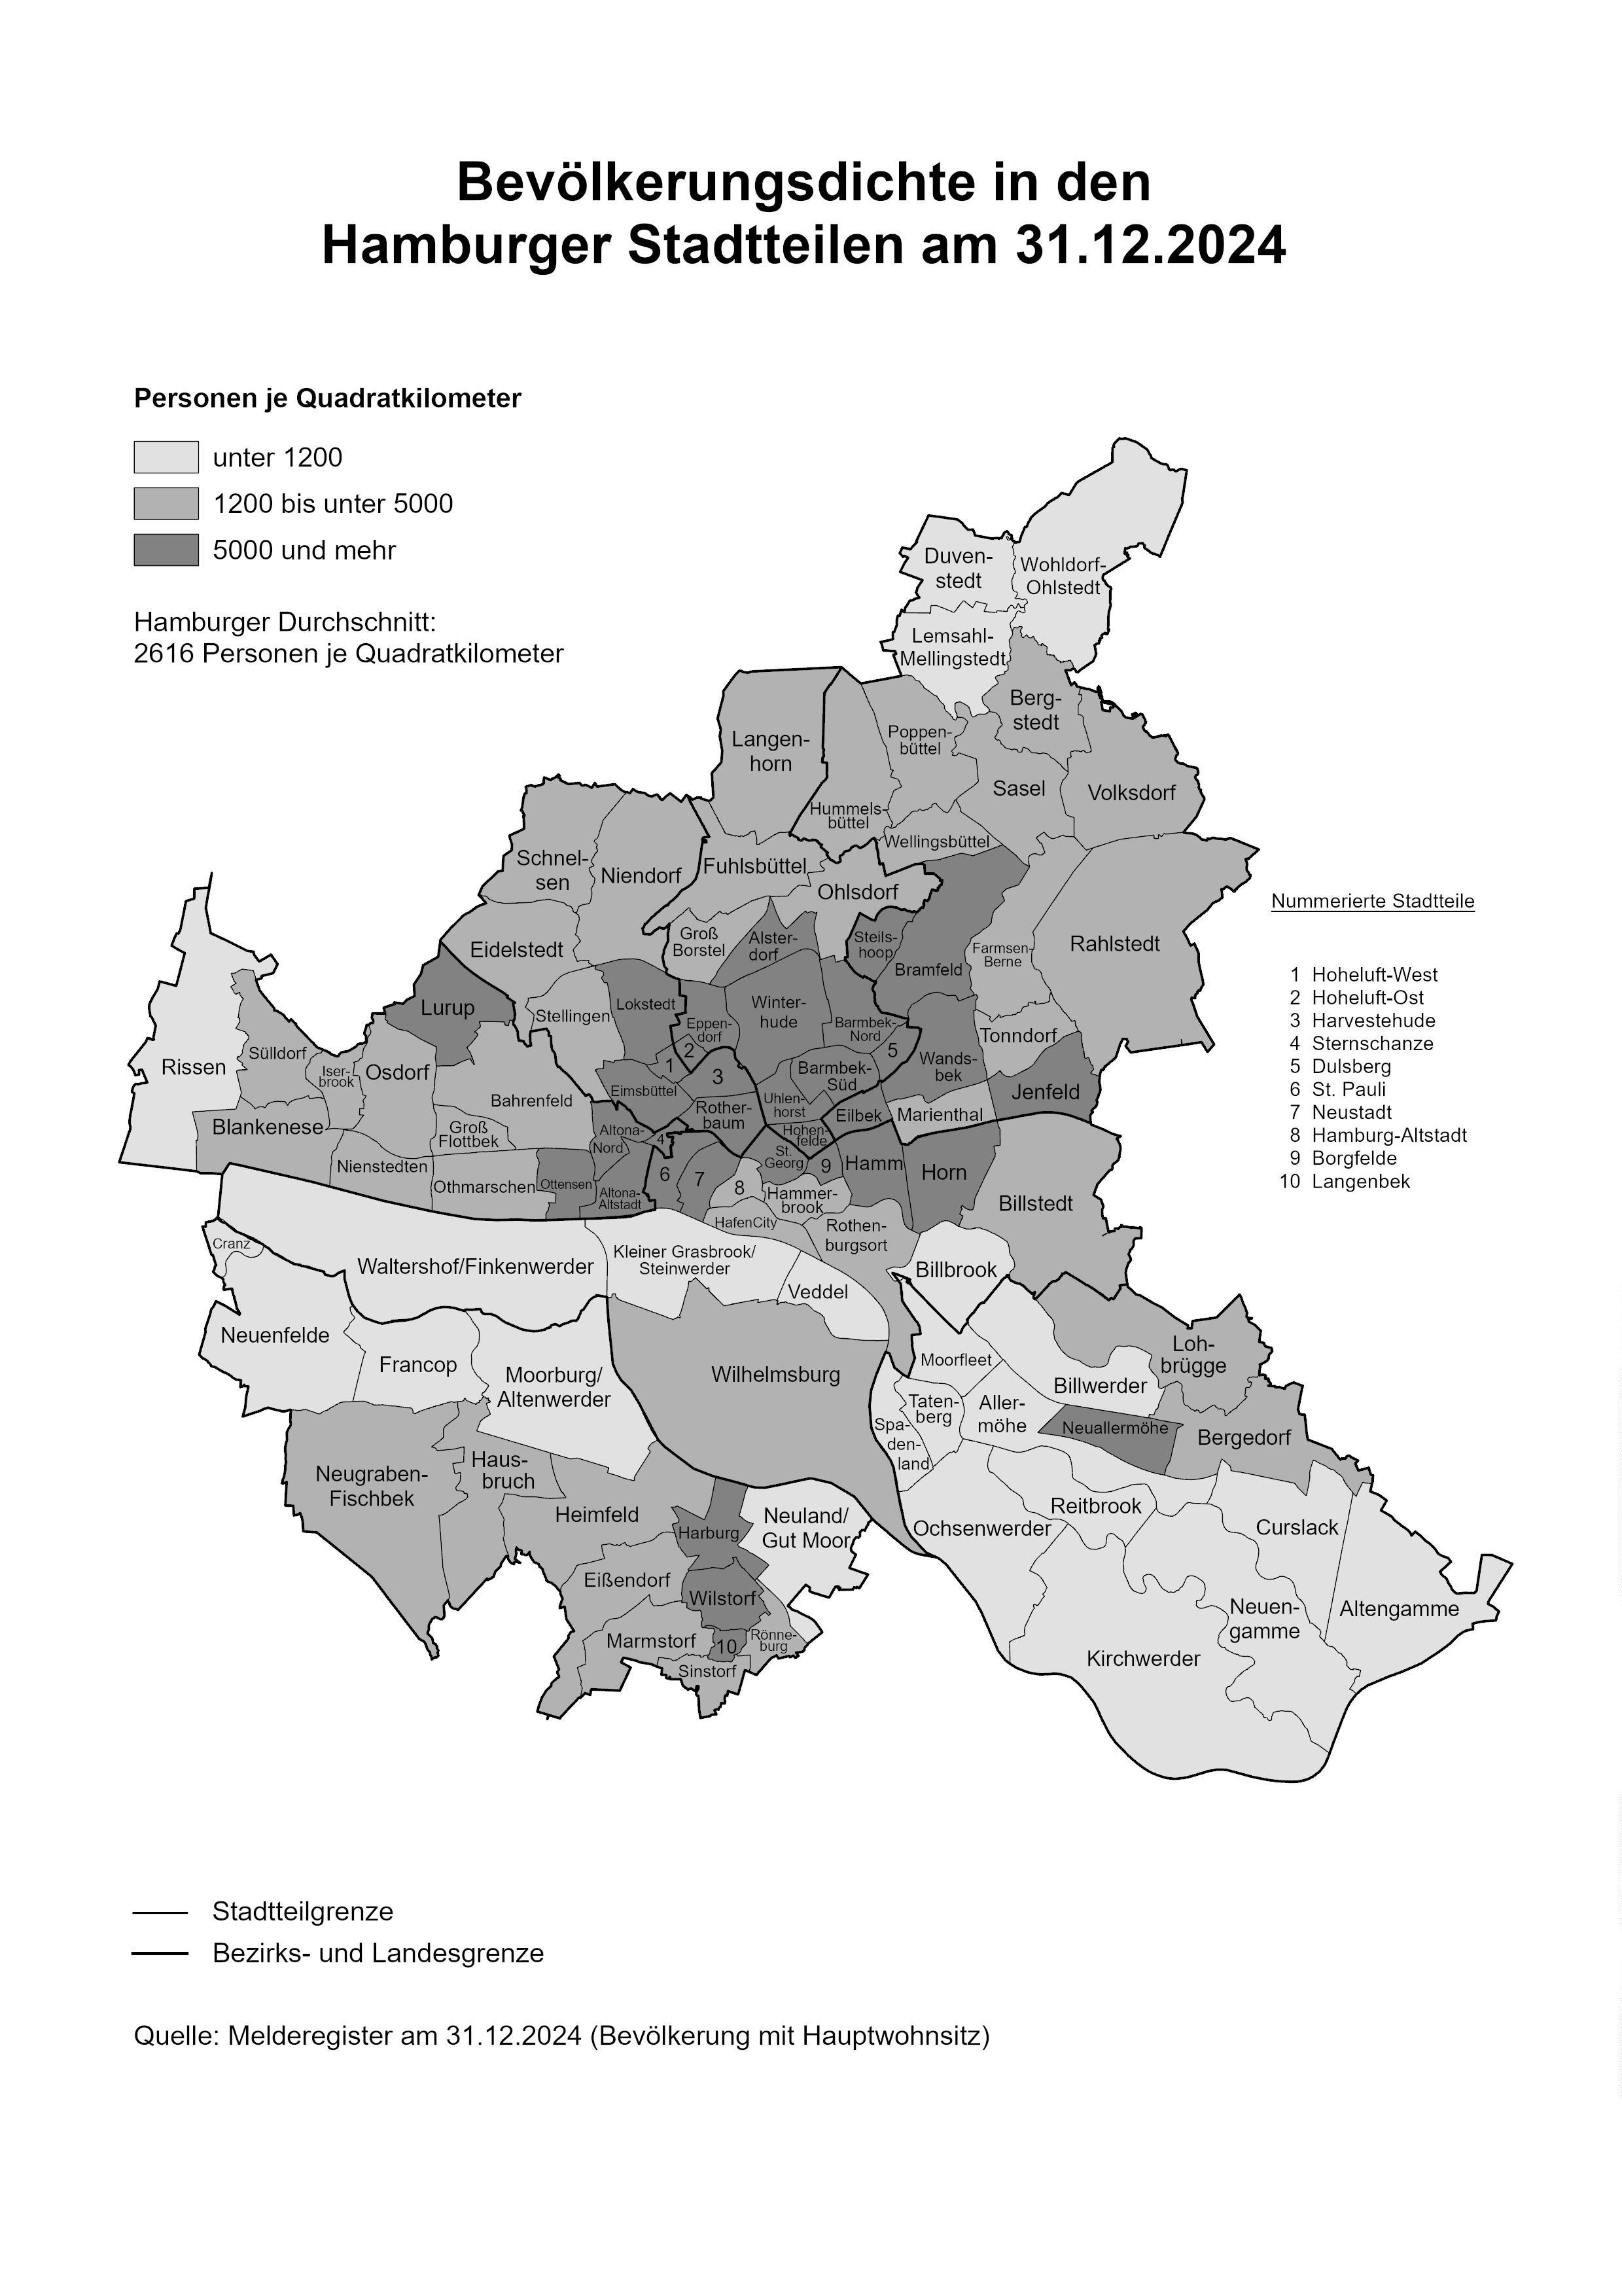 Bevölkerungsdichte in den
Hamburger Stadtteilen am 31.12.2024
Personen je Quadratkilometer
unter 1200
1200 bis unter 5000
5000 und mehr
Hamburger Durchschnitt:
2616 Personen je Quadratkilometer
Duven-
stedt
Wohldorf-
Ohlstedt
Lemsahl-
Mellingstedt
Berg-
stedt
Poppen-
büttel
Langen-
horn
Sasel
Volksdorf
Hummels-
büttel
Wellingsbüttel
Schnel-
sen
Niendorf
Fuhlsbüttel
Ohlsdorf
Nummerierte Stadtteile
1 Hoheluft-West
2 Hoheluft-Ost
3 Harvestehude
4 Sternschanze
5 Dulsberg
6 St. Pauli
7 Neustadt
8 Hamburg-Altstadt
9 Borgfelde
10 Langenbek
Eidelstedt
Groß
Borstel
Alster-
dorf
Steils-
hoop
Bramfeld
Farmsen-
Berne
Rahlstedt
Lurup
Stellingen
Lokstedt
Eppen-
dorf
Winter-
hude
Barmbek-
Nord
5
Tonndorf
Rissen
Sülldorf
Iser-
brook
Osdorf
1
2
3
Barmbek-
Süd
Wands-
bek
Jenfeld
Bahrenfeld
Eimsbüttel
Rother-
baum
Uhlen-
horst
Eilbek
Marienthal
Blankenese
Groß
Flottbek
Altona-
Nord
4
Hohen-
felde
Nienstedten
Othmarschen
Ottensen
Altona-
Altstadt
6
7
8
St.
Georg
9
Hamm
Horn
Billstedt
Hammer-
brook
HafenCity
Rothen-
burgsort
Cranz
Waltershof/Finkenwerder
Kleiner Grasbrook/
Steinwerder
Veddel
Billbrook
Neuenfelde
Francop
Moorburg/
Altenwerder
Wilhelmsburg
Moorfleet
Loh-
brügge
Billwerder
Taten-
berg
Aller-
möhe
Neuallermöhe
Bergedorf
Spa-
den-
land
Neugraben-
Fischbek
Haus-
bruch
Heimfeld
Harburg
Neuland/
Gut Moor
Ochsenwerder
Reitbrook
Curslack
Eißendorf
Wilstorf
Neuen-
gamme
Altengamme
Marmstorf
10
Rönne-
burg
Sinstorf
Kirchwerder
Stadtteilgrenze
Bezirks- und Landesgrenze
Quelle: Melderegister am 31.12.2024 (Bevölkerung mit Hauptwohnsitz)